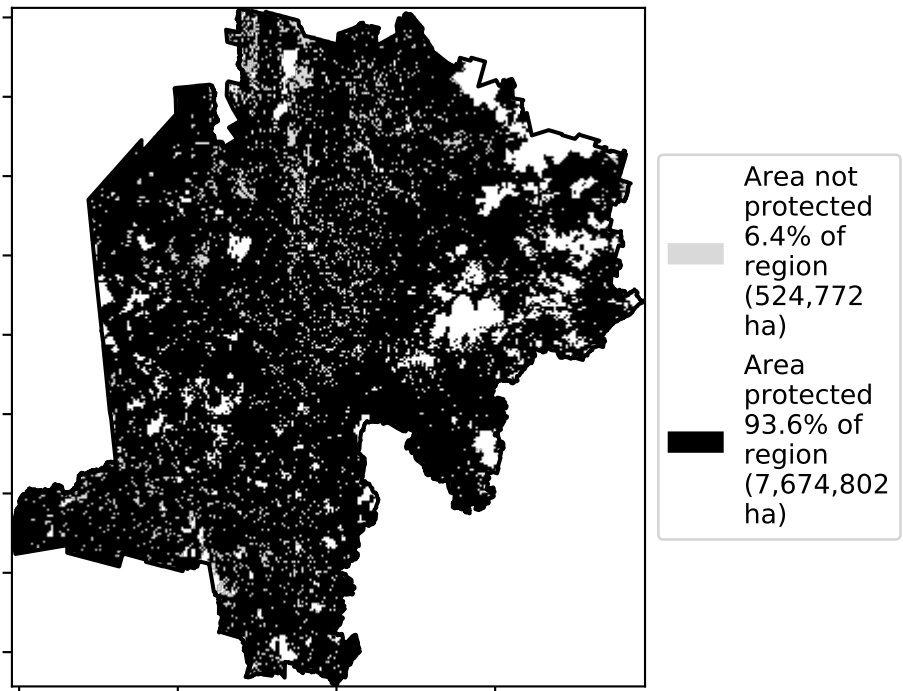 Area not
protected
6.4% of
region
(524,772
ha)
Area
protected
93.6% of
region
(7,674,802
ha)